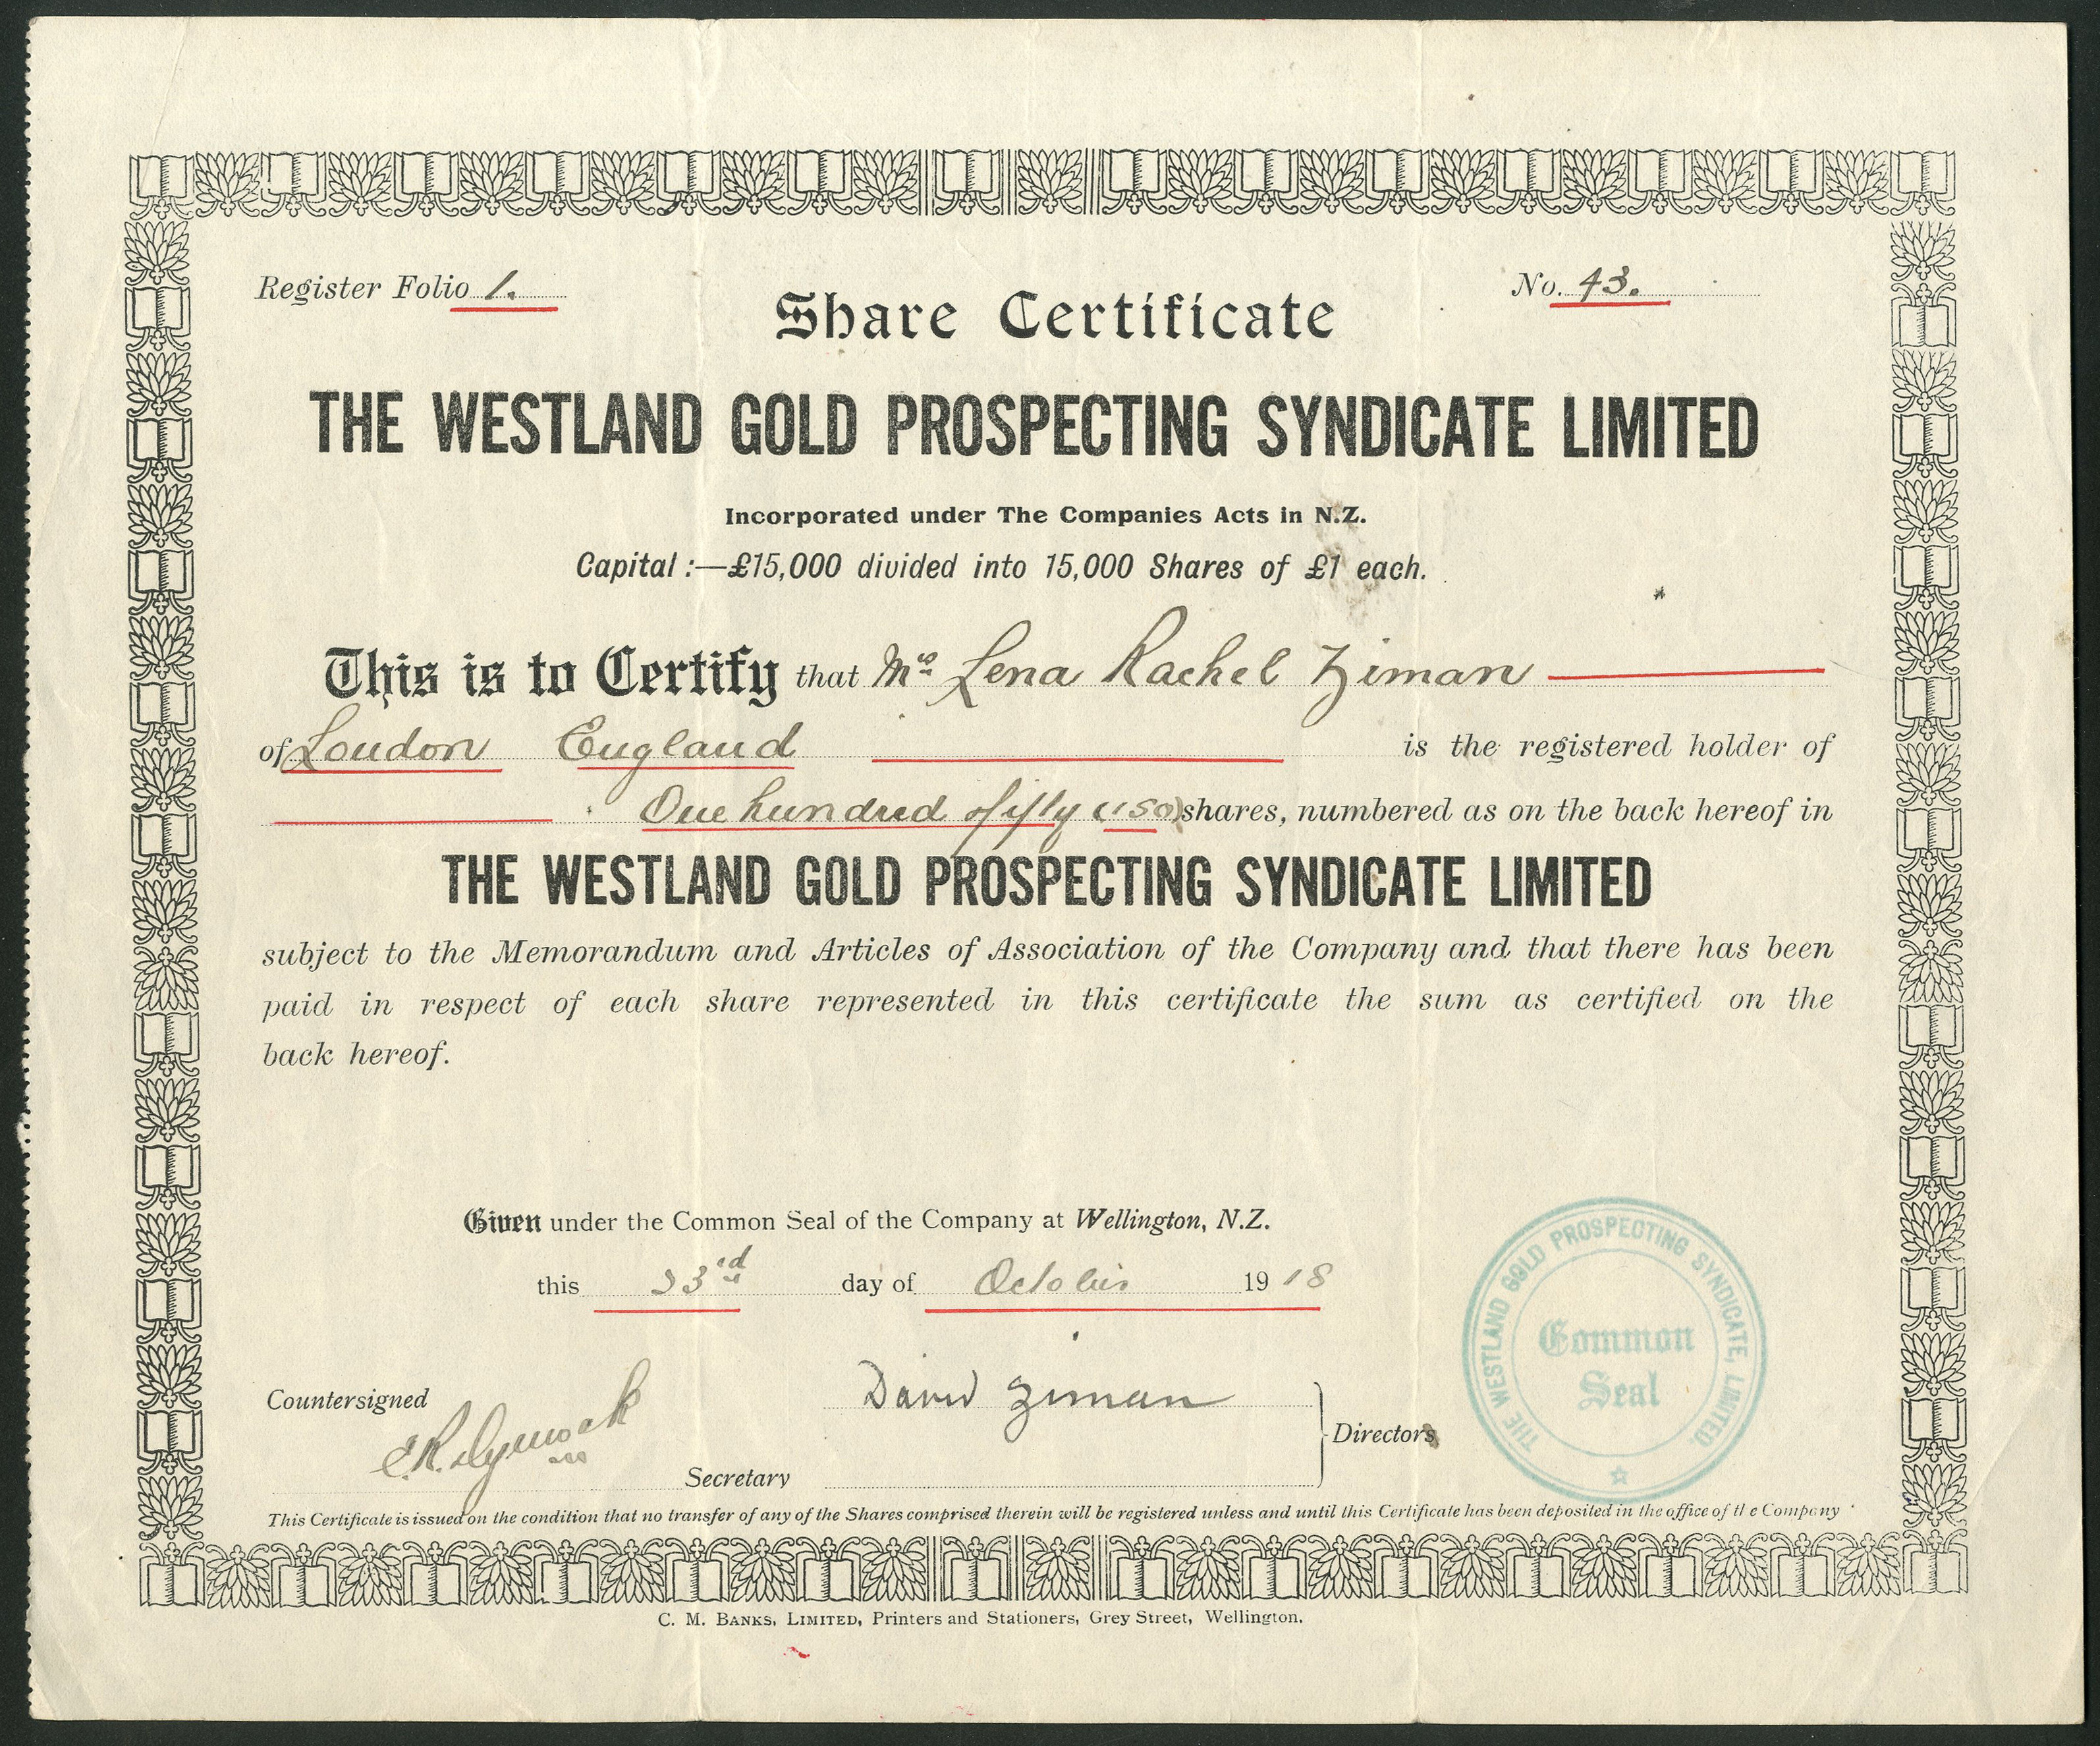 Register Folio 1.
No. 43.
Share Certificate
THE WESTLAND GOLD PROSPECTING SYNDICATE LIMITED
Incorporated under The Companies Acts in N.Z.
Capital :—£15,000 divided into 15,000 Shares of £1 each.
This is to Certify that Mrs Lena Rachel Ziman
of London England is the registered holder of
One hundred fifty (150) shares, numbered as on the back hereof in
THE WESTLAND GOLD PROSPECTING SYNDICATE LIMITED
subject to the Memorandum and Articles of Association of the Company and that there has been
paid in respect of each share represented in this certificate the sum as certified on the
back hereof.
Given under the Common Seal of the Company at Wellington, N.Z.
this 23rd day of October 1918
THE WESTLAND GOLD PROSPECTING SYNDICATE, LIMITED.
Common
Seal
Countersigned
David Ziman
Directors
E.R. Dymock
Secretary
This Certificate is issued on the condition that no transfer of any of the Shares comprised therein will be registered unless and until this Certificate has been deposited in the office of the Company
C. M. BANKS, LIMITED, Printers and Stationers, Grey Street, Wellington.